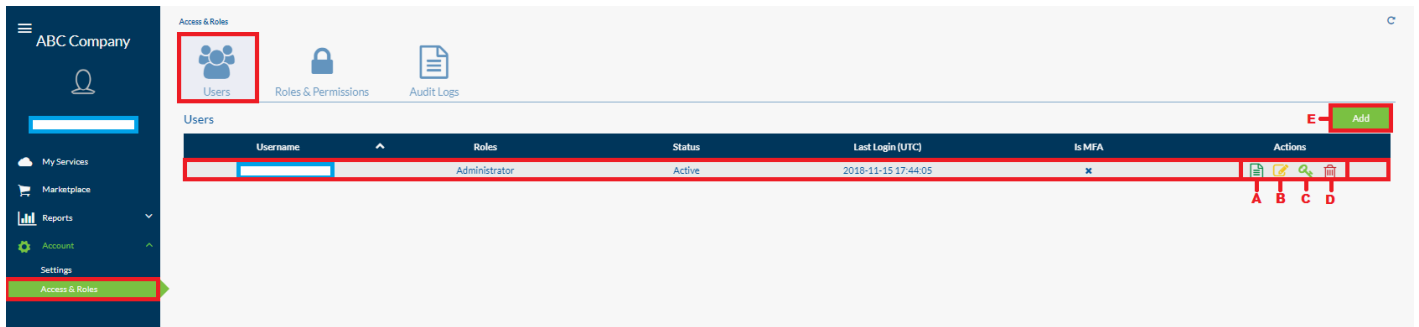 ABC Company
My Services
Marketplace
Reports
Account
Settings
Access & Roles
Access & Roles
Users Roles & Permissions Audit Logs
Users
E Add
Username Roles Status Last Login (UTC) Is MFA Actions
Administrator Active 2018-11-15 17:44:05
A B C D